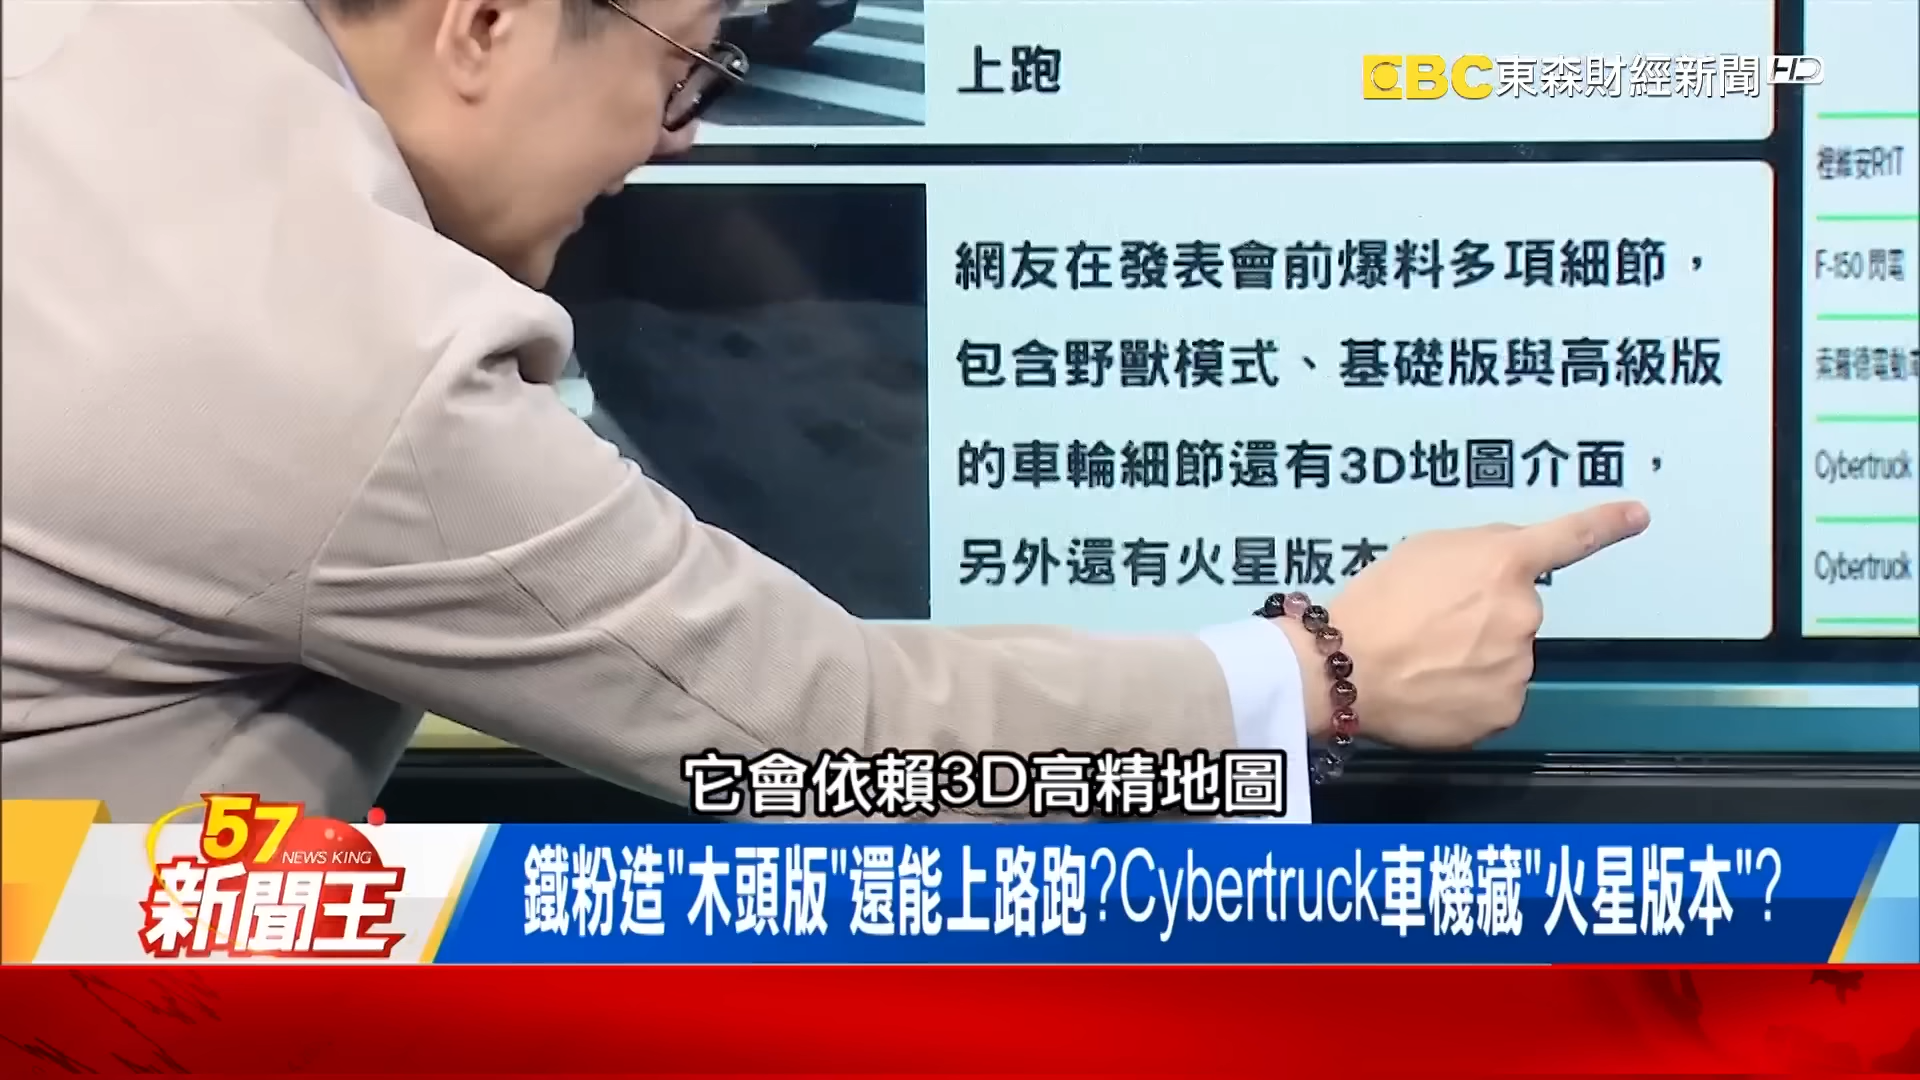 上跑
EBC東森財經新聞HD
網友在發表會前爆料多項細節，
包含野獸模式、基礎版與高級版
的車輪細節還有3D地圖介面，
另外還有火星版本
F-150 閃電
Cybertruck
Cybertruck
它會依賴3D高精地圖
57
NEWS KING
新聞王
鐵粉造"木頭版"還能上路跑?Cybertruck車機藏"火星版本"?